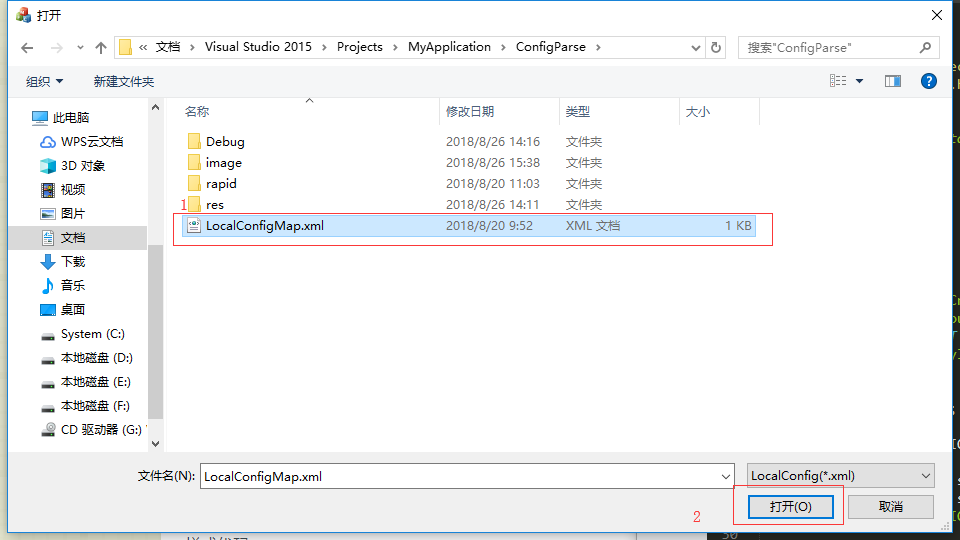 打开
« 文档 > Visual Studio 2015 > Projects > MyApplication > ConfigParse >
搜索"ConfigParse"
组织 新建文件夹
名称 修改日期 类型 大小
此电脑
WPS云文档
3D 对象
视频
图片
文档
下载
音乐
桌面
System (C:)
本地磁盘 (D:)
本地磁盘 (E:)
本地磁盘 (F:)
CD 驱动器 (G:)
Debug 2018/8/26 14:16 文件夹
image 2018/8/26 15:38 文件夹
rapid 2018/8/20 11:03 文件夹
1 res 2018/8/26 14:11 文件夹
LocalConfigMap.xml 2018/8/20 9:52 XML 文档 1 KB
文件名(N): LocalConfigMap.xml LocalConfig(*.xml)
2 打开(O) 取消